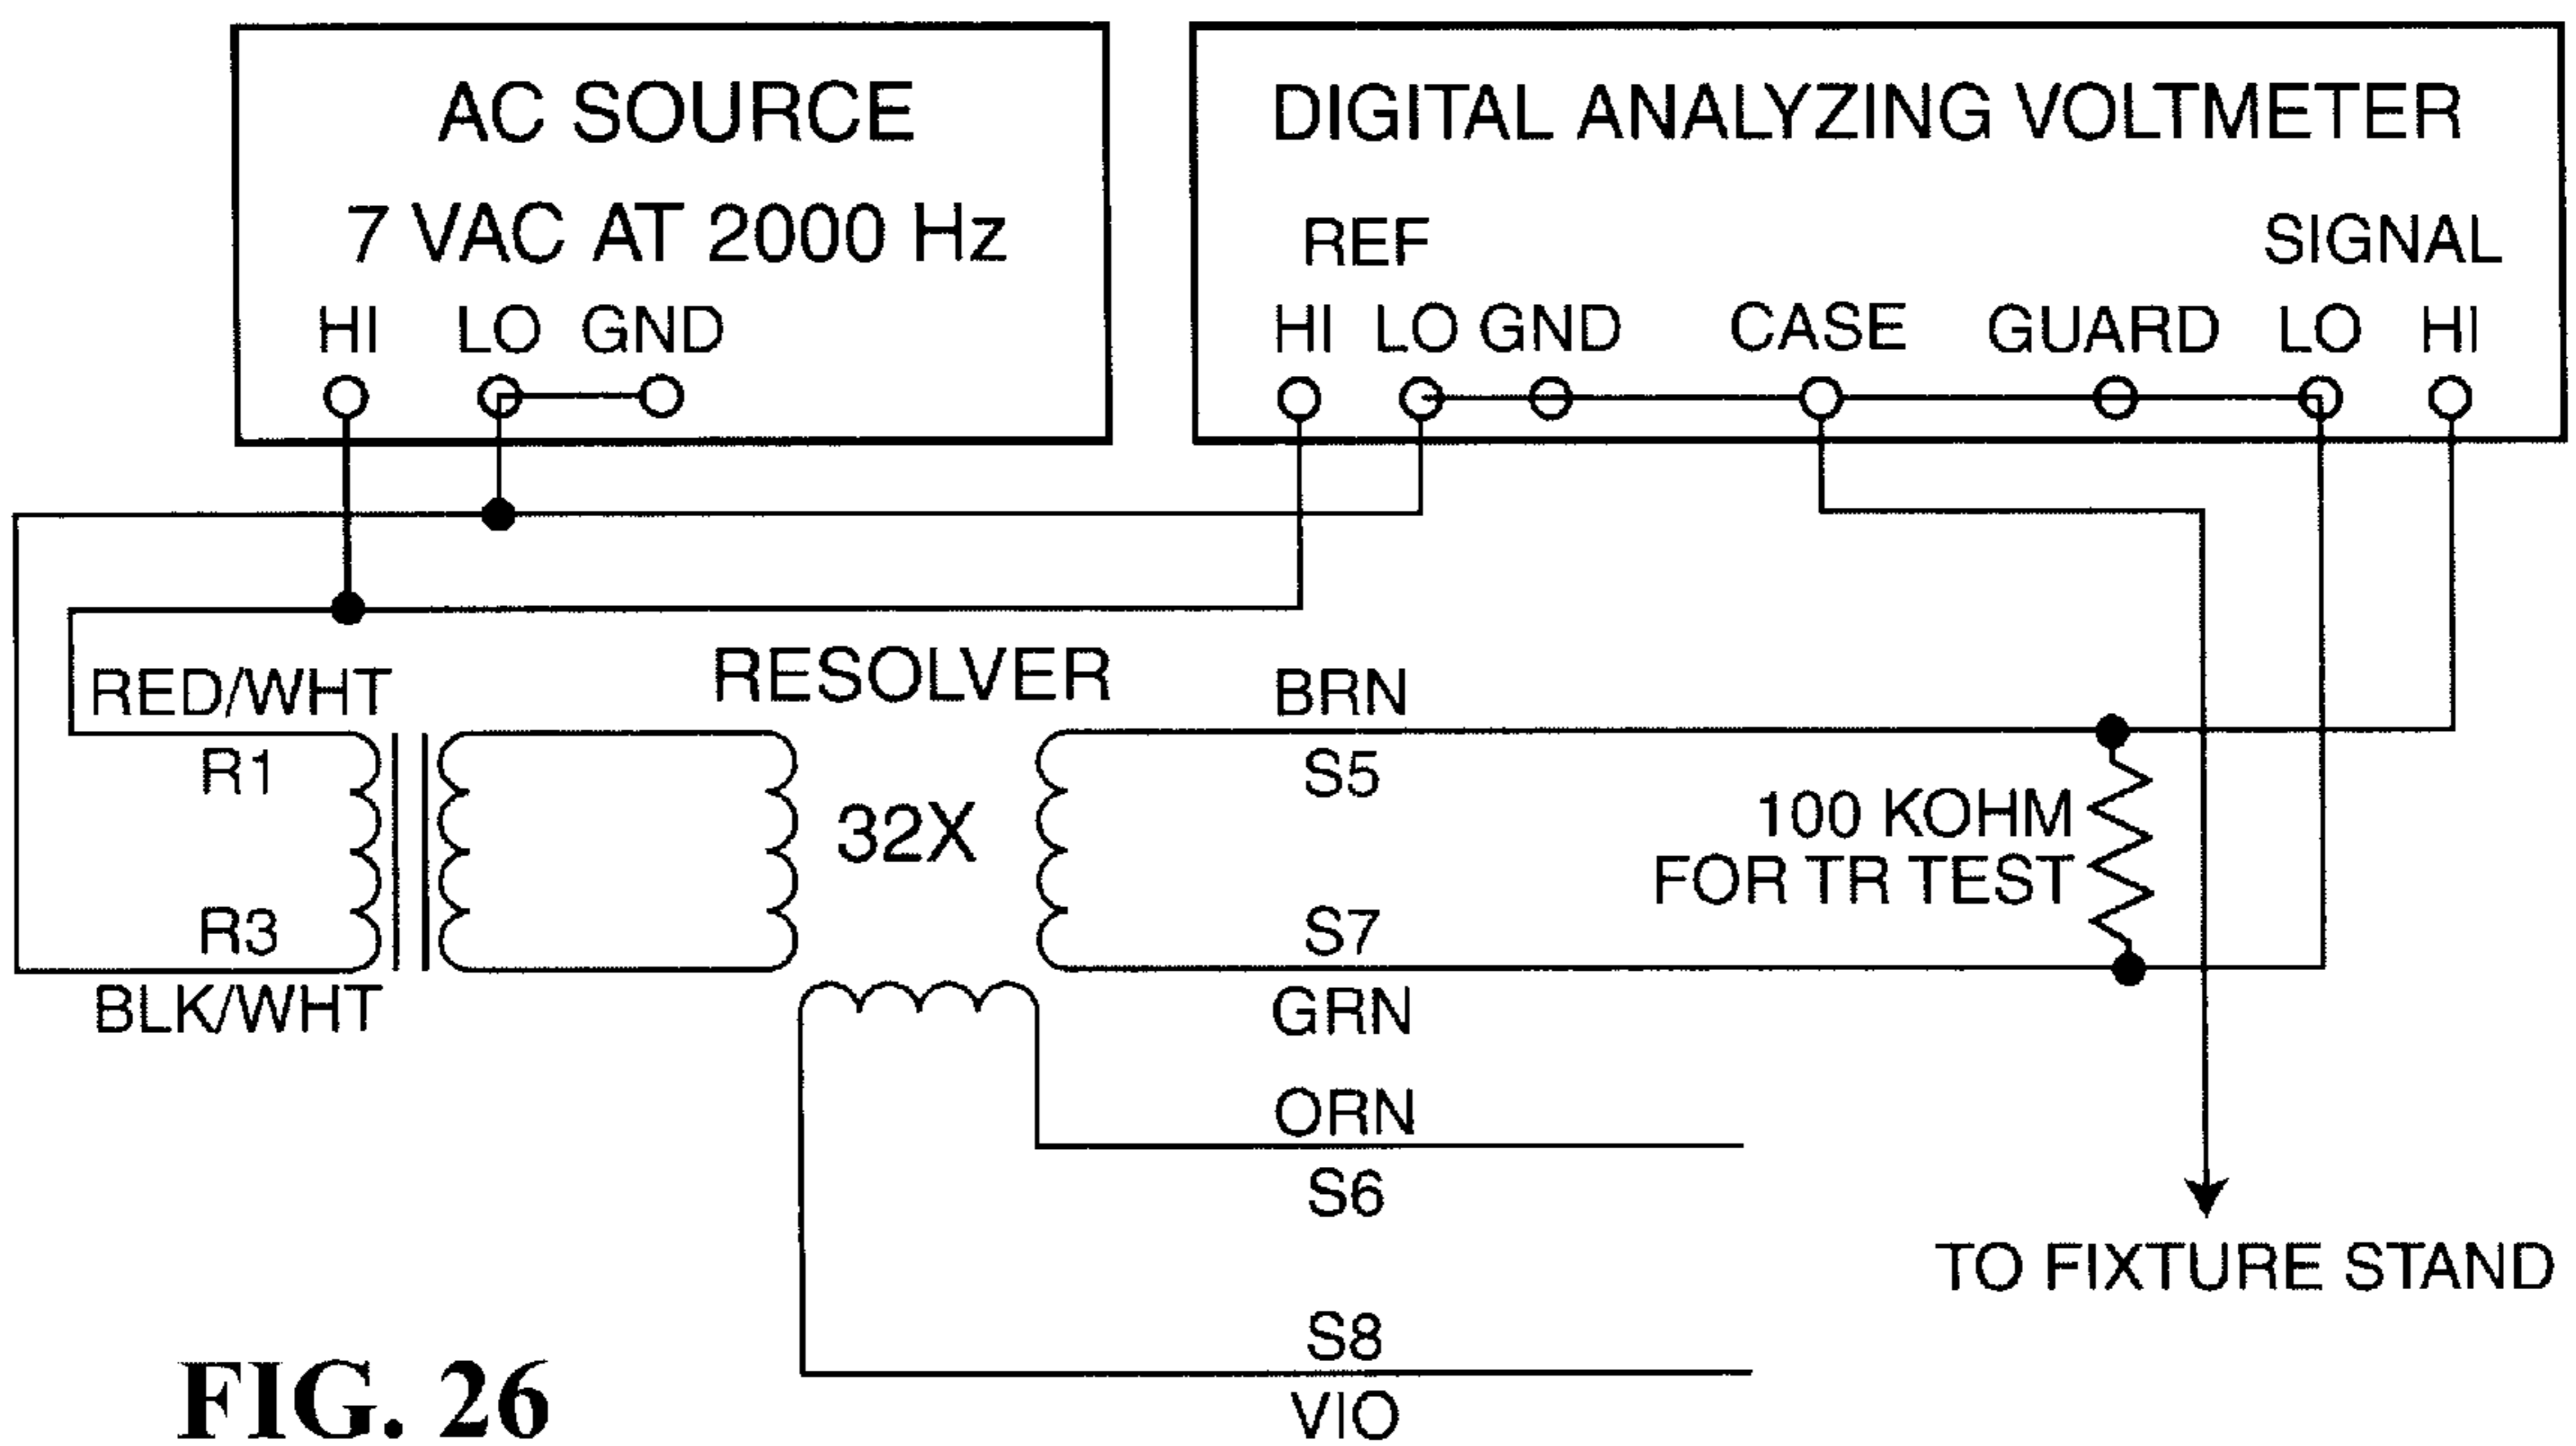 AC SOURCE
7 VAC AT 2000 Hz
HI LO GND
DIGITAL ANALYZING VOLTMETER
REF SIGNAL
HI LO GND CASE GUARD LO HI
RESOLVER
32X
RED/WHT
R1
R3
BLK/WHT
BRN
S5
S7
GRN
ORN
S6
S8
VIO
100 KOHM
FOR TR TEST
TO FIXTURE STAND
FIG. 26